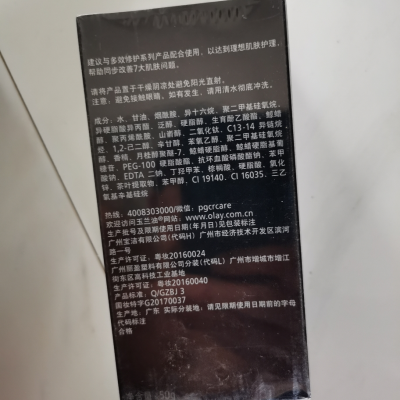 建议与多效修护系列产品配合使用，以达到理想肌肤护理，
帮助同步改善7大肌肤问题。
请将产品置于干燥阴凉处避免阳光直射。
注意：避免接触眼睛。如有发生，请用清水彻底冲洗。
成分：水、甘油、烟酰胺、异十六烷、聚二甲基硅氧烷、
异硬脂酸异丙酯、泛醇、硬脂醇、生育酚乙酸酯、鲸蜡
醇、聚丙烯酰胺、山嵛醇、二氧化钛、C13-14 异链烷
烃、1,2-己二醇、辛甘醇、苯氧乙醇、聚二甲基硅氧烷
醇、香精、月桂醇聚醚-7、鲸蜡硬脂醇、鲸蜡硬脂基葡
糖苷、PEG-100 硬脂酸酯、抗坏血酸磷酸酯钠、苯氧
酸钠、EDTA 二钠、丁羟甲苯、棕榈酸、硬脂酸、氯化
锌、茶叶提取物、苯甲醇、CI 19140、CI 16035、三乙
氧基辛基硅烷
热线：4008303000/微信：pgcrcare
欢迎访问玉兰油®网站：www.olay.com.cn
生产批号及限期使用日期（年月日）见包装标注
广州宝洁有限公司（代码H）广州市经济技术开发区滨河
路一号
生产许可证：粤妆20160024
广州丽盈塑料有限公司分装（代码L）广州市增城市增江
街东区高科技工业基地
生产许可证：粤妆20160040
产品标准：Q/GZBJ 3
国妆特字G20170037
产地：广东 实际分装地，请见限期使用日期前的字母
代码标注
合格